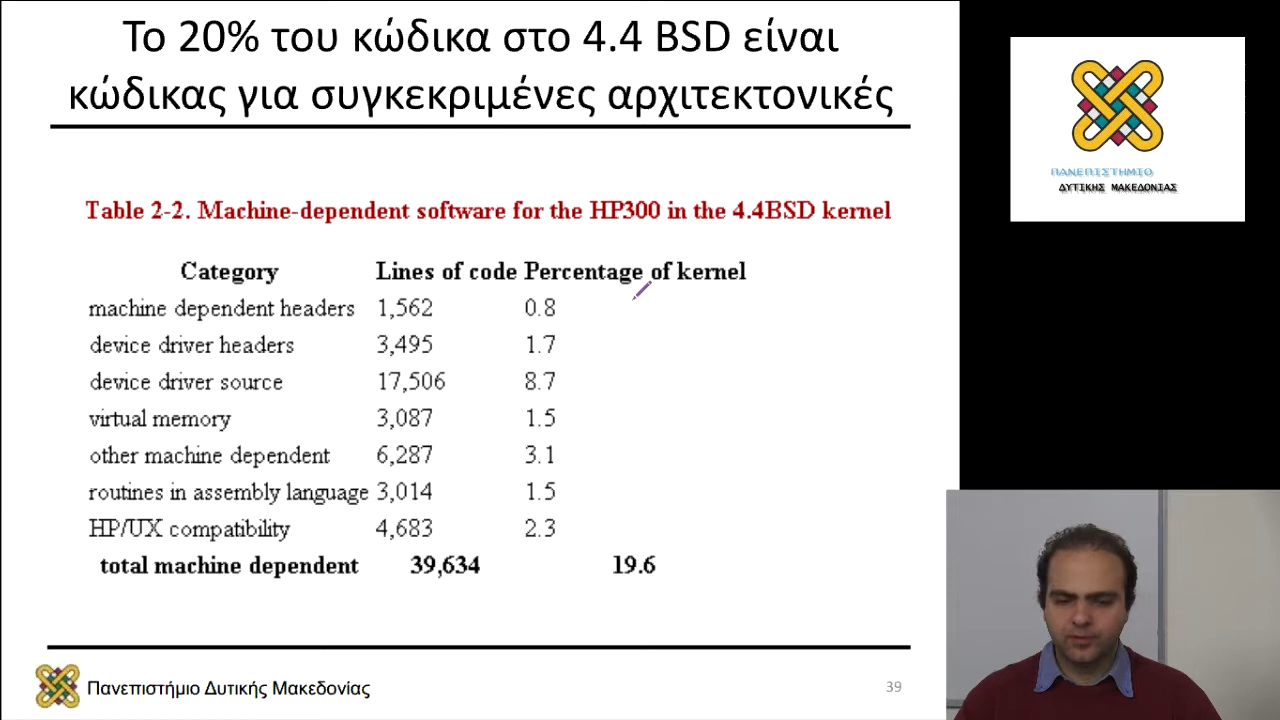 Το 20% του κώδικα στο 4.4 BSD είναι
κώδικας για συγκεκριμένες αρχιτεκτονικές
Table 2-2. Machine-dependent software for the HP300 in the 4.4BSD kernel
Category Lines of code Percentage of kernel
machine dependent headers 1,562 0.8
device driver headers 3,495 1.7
device driver source 17,506 8.7
virtual memory 3,087 1.5
other machine dependent 6,287 3.1
routines in assembly language 3,014 1.5
HP/UX compatibility 4,683 2.3
total machine dependent 39,634 19.6
Πανεπιστήμιο Δυτικής Μακεδονίας
39
ΠΑΝΕΠΙΣΤΗΜΙΟ
ΔΥΤΙΚΗΣ ΜΑΚΕΔΟΝΙΑΣ